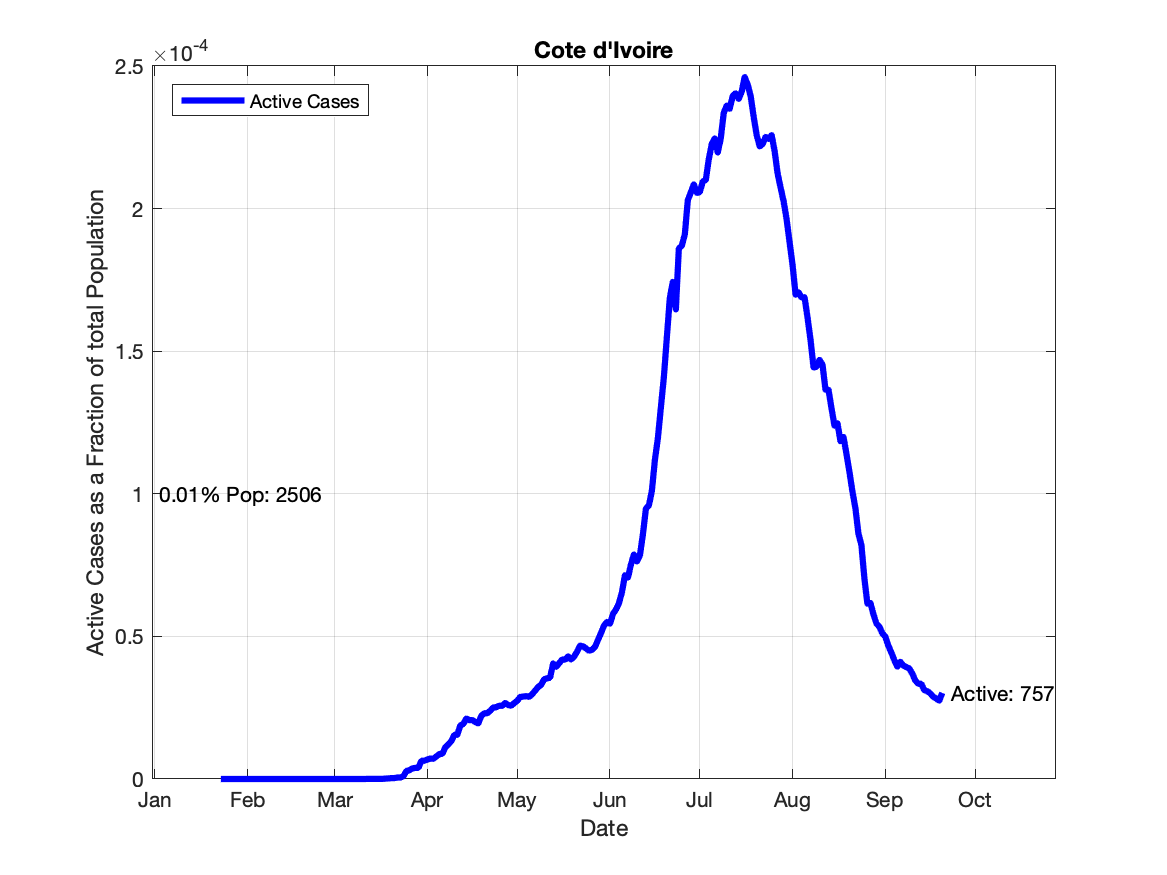 Cote d'Ivoire
×10-4
2.5
2
1.5
1
0.5
0
Active Cases
0.01% Pop: 2506
Active: 757
Active Cases as a Fraction of total Population
Jan Feb Mar Apr May Jun Jul Aug Sep Oct
Date